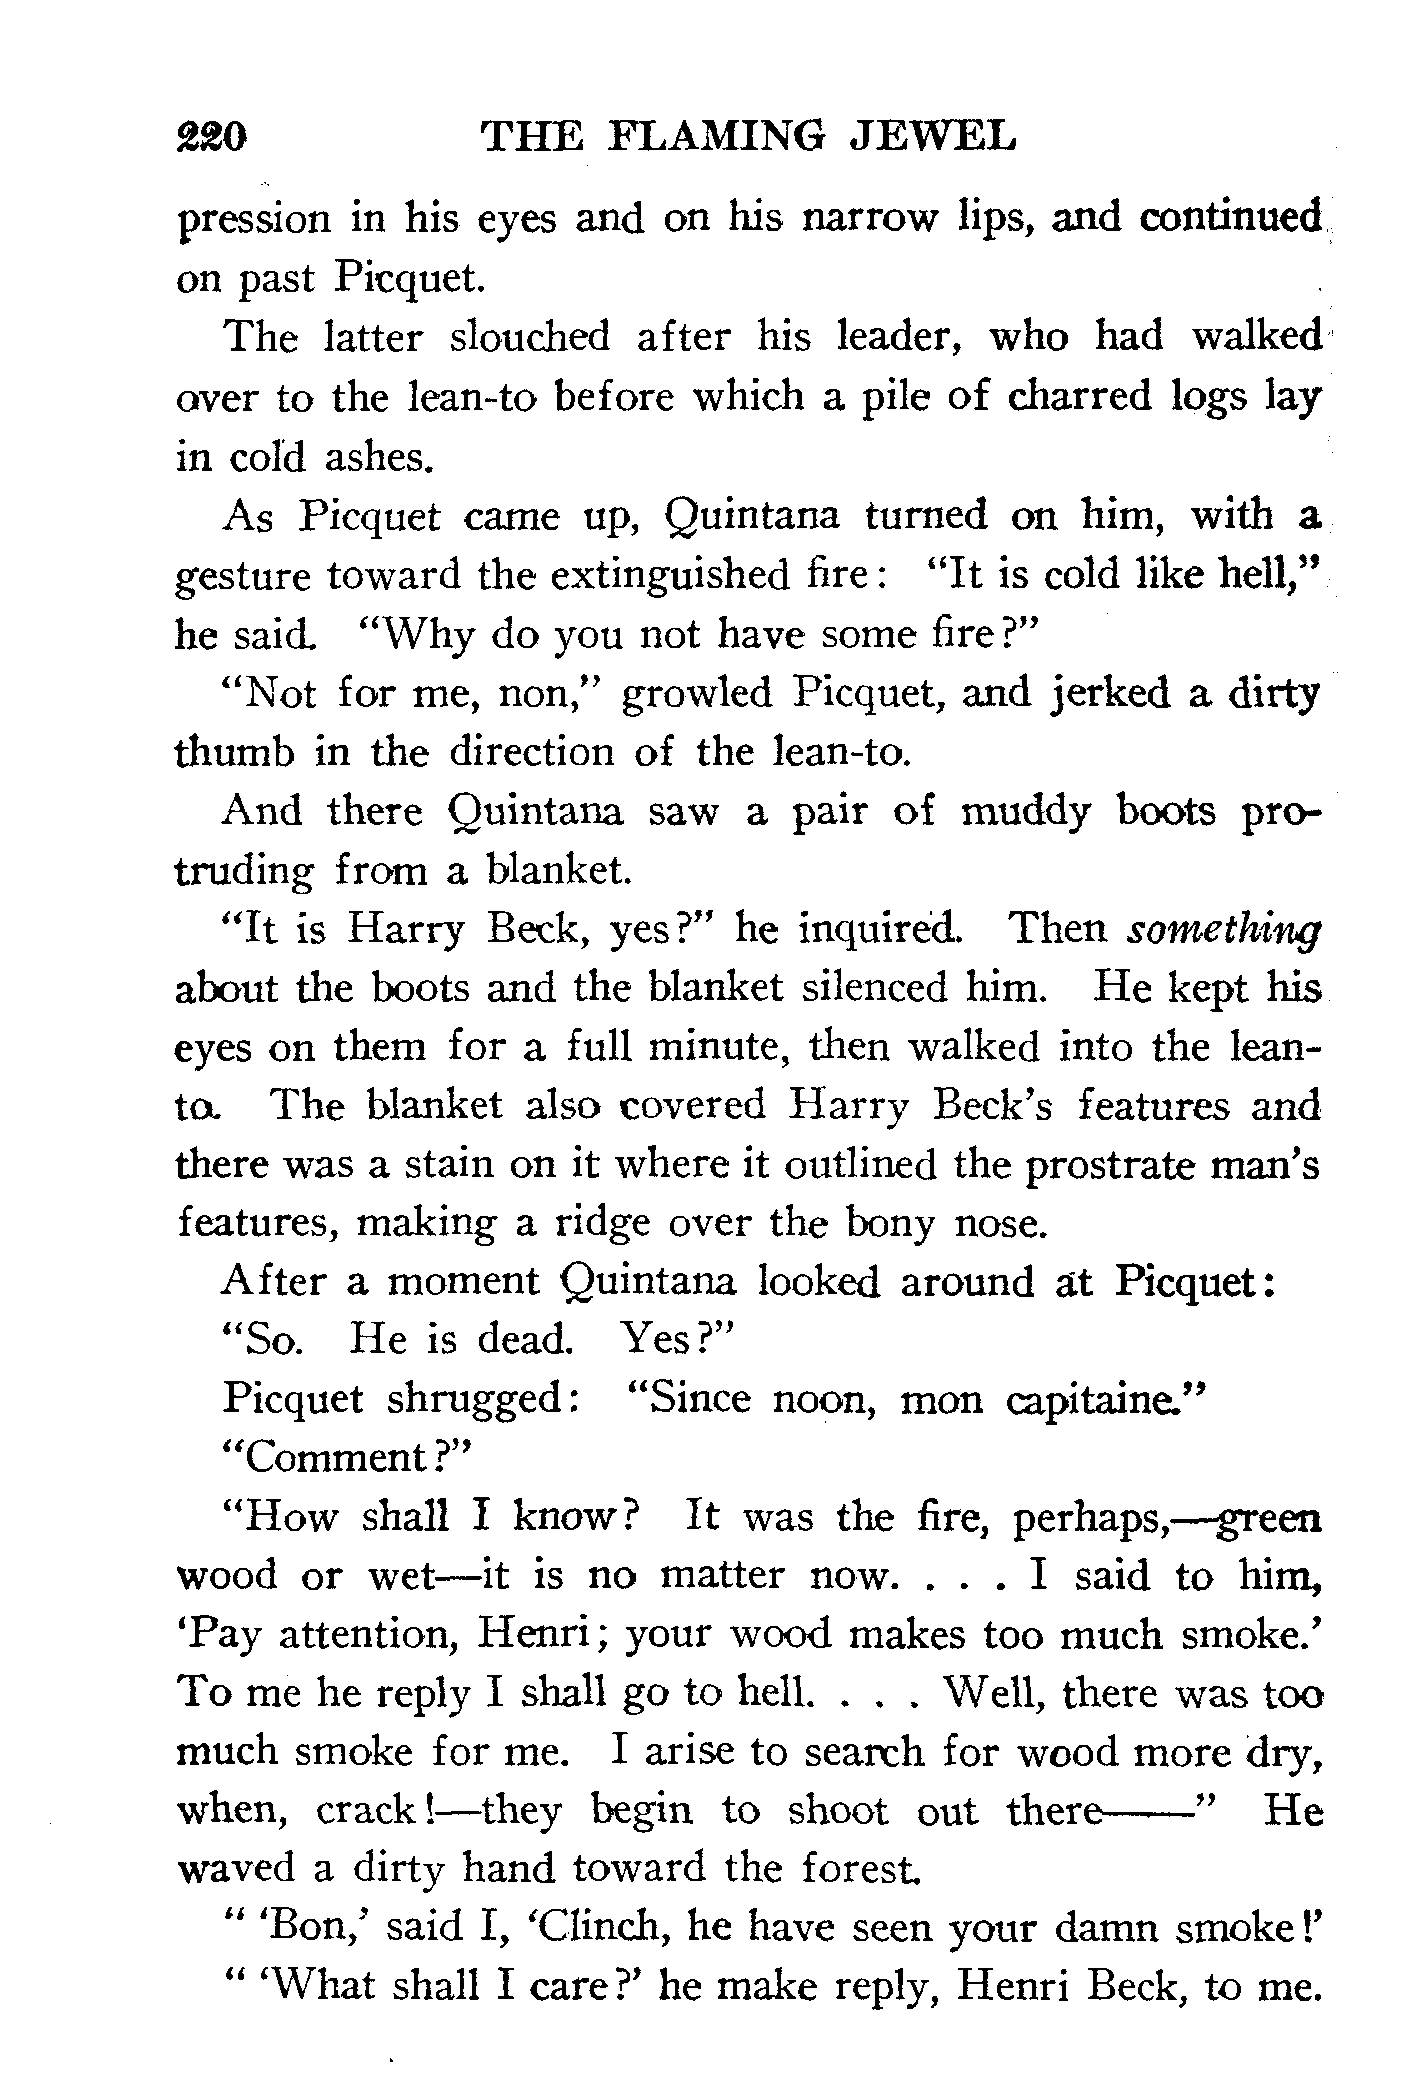 220 THE FLAMING JEWEL
pression in his eyes and on his narrow lips, and continued
on past Picquet.
The latter slouched after his leader, who had walked
over to the lean-to before which a pile of charred logs lay
in cold ashes.
As Picquet came up, Quintana turned on him, with a
gesture toward the extinguished fire: "It is cold like hell,"
he said. "Why do you not have some fire?"
"Not for me, non," growled Picquet, and jerked a dirty
thumb in the direction of the lean-to.
And there Quintana saw a pair of muddy boots pro-
truding from a blanket.
"It is Harry Beck, yes?" he inquired. Then something
about the boots and the blanket silenced him. He kept his
eyes on them for a full minute, then walked into the lean-
to. The blanket also covered Harry Beck's features and
there was a stain on it where it outlined the prostrate man's
features, making a ridge over the bony nose.
After a moment Quintana looked around at Picquet:
"So. He is dead. Yes?"
Picquet shrugged: "Since noon, mon capitaine."
"Comment?"
"How shall I know? It was the fire, perhaps,—green
wood or wet—it is no matter now. . . . I said to him,
'Pay attention, Henri; your wood makes too much smoke.'
To me he reply I shall go to hell. . . . Well, there was too
much smoke for me. I arise to search for wood more dry,
when, crack!—they begin to shoot out there——" He
waved a dirty hand toward the forest.
" 'Bon,' said I, 'Clinch, he have seen your damn smoke!'
" 'What shall I care?' he make reply, Henri Beck, to me.